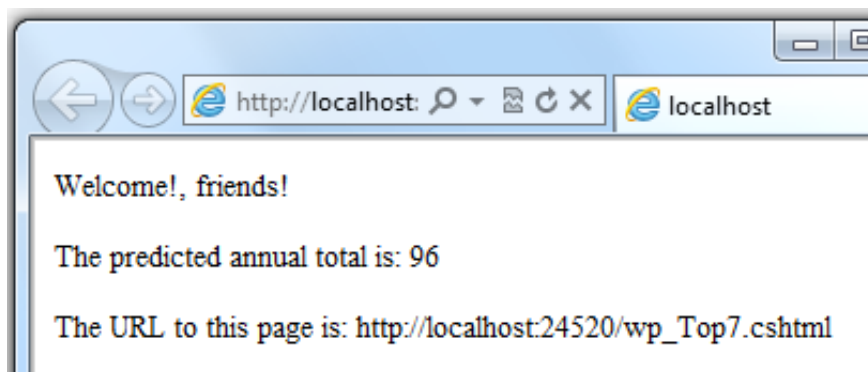 http://localhost:
localhost
Welcome!, friends!
The predicted annual total is: 96
The URL to this page is: http://localhost:24520/wp_Top7.cshtml